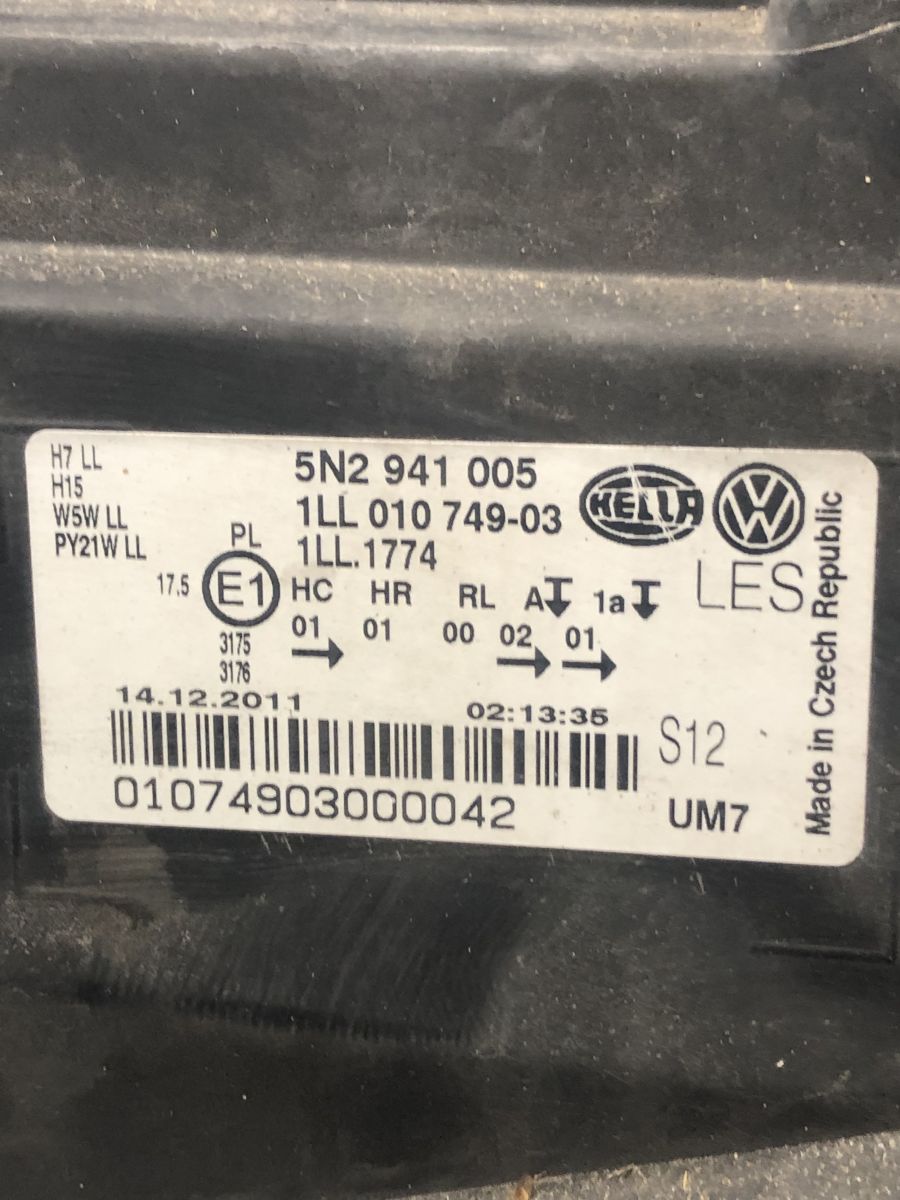 H7 LL
H15
W5W LL
PY21W LL
5N2 941 005
1LL 010 749-03
1LL.1774
HELLA
VW
LES
PL
17.5 E1
3175
3176
HC HR RL A 1a
01 01 00 02 01
14.12.2011 02:13:35
01074903000042
S12
UM7
Made in Czech Republic